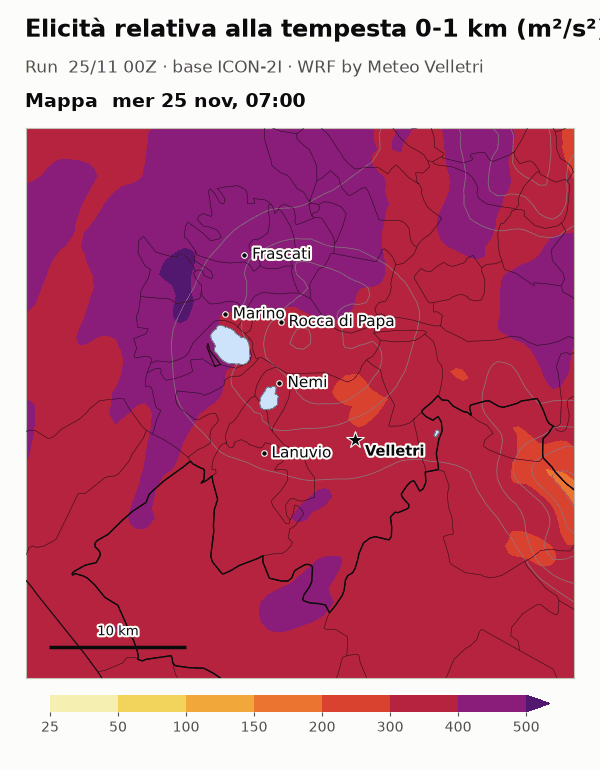 Elicità relativa alla tempesta 0-1 km (m²/s²)
Run 25/11 00Z · base ICON-2I · WRF by Meteo Velletri
Mappa mer 25 nov, 07:00
Frascati
Marino
Rocca di Papa
Nemi
Velletri
Lanuvio
10 km
25 50 100 150 200 300 400 500